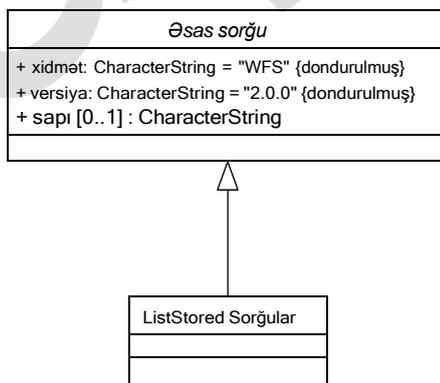 Əsas sorğu
+ xidmət: CharacterString = "WFS" {dondurulmuş}
+ versiya: CharacterString = "2.0.0" {dondurulmuş}
+ sapı [0..1] : CharacterString
ListStored Sorğular